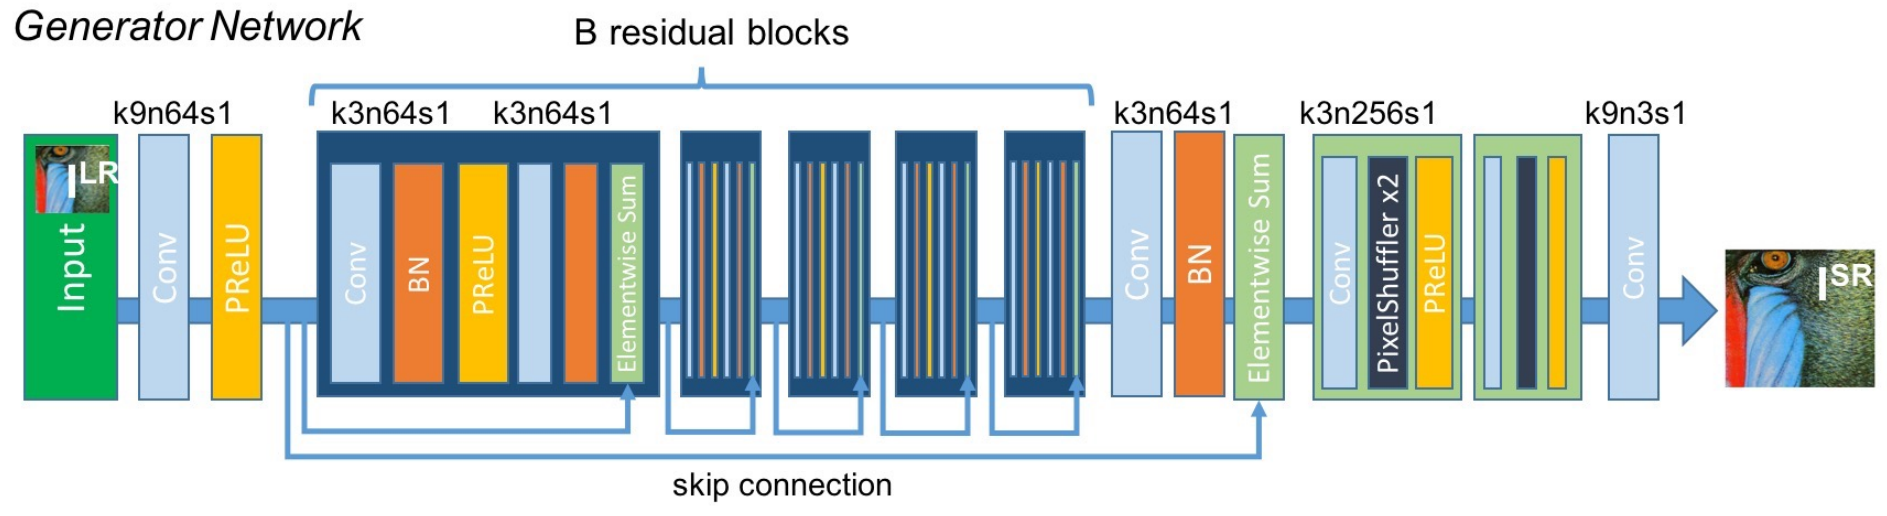 Generator Network
B residual blocks
k9n64s1
k3n64s1
k3n64s1
k3n64s1
k3n256s1
k9n3s1
I^LR
Input
Conv
PReLU
Conv
BN
PReLU
Elementwise Sum
Conv
BN
Elementwise Sum
Conv
PixelShuffler x2
PReLU
Conv
I^SR
skip connection